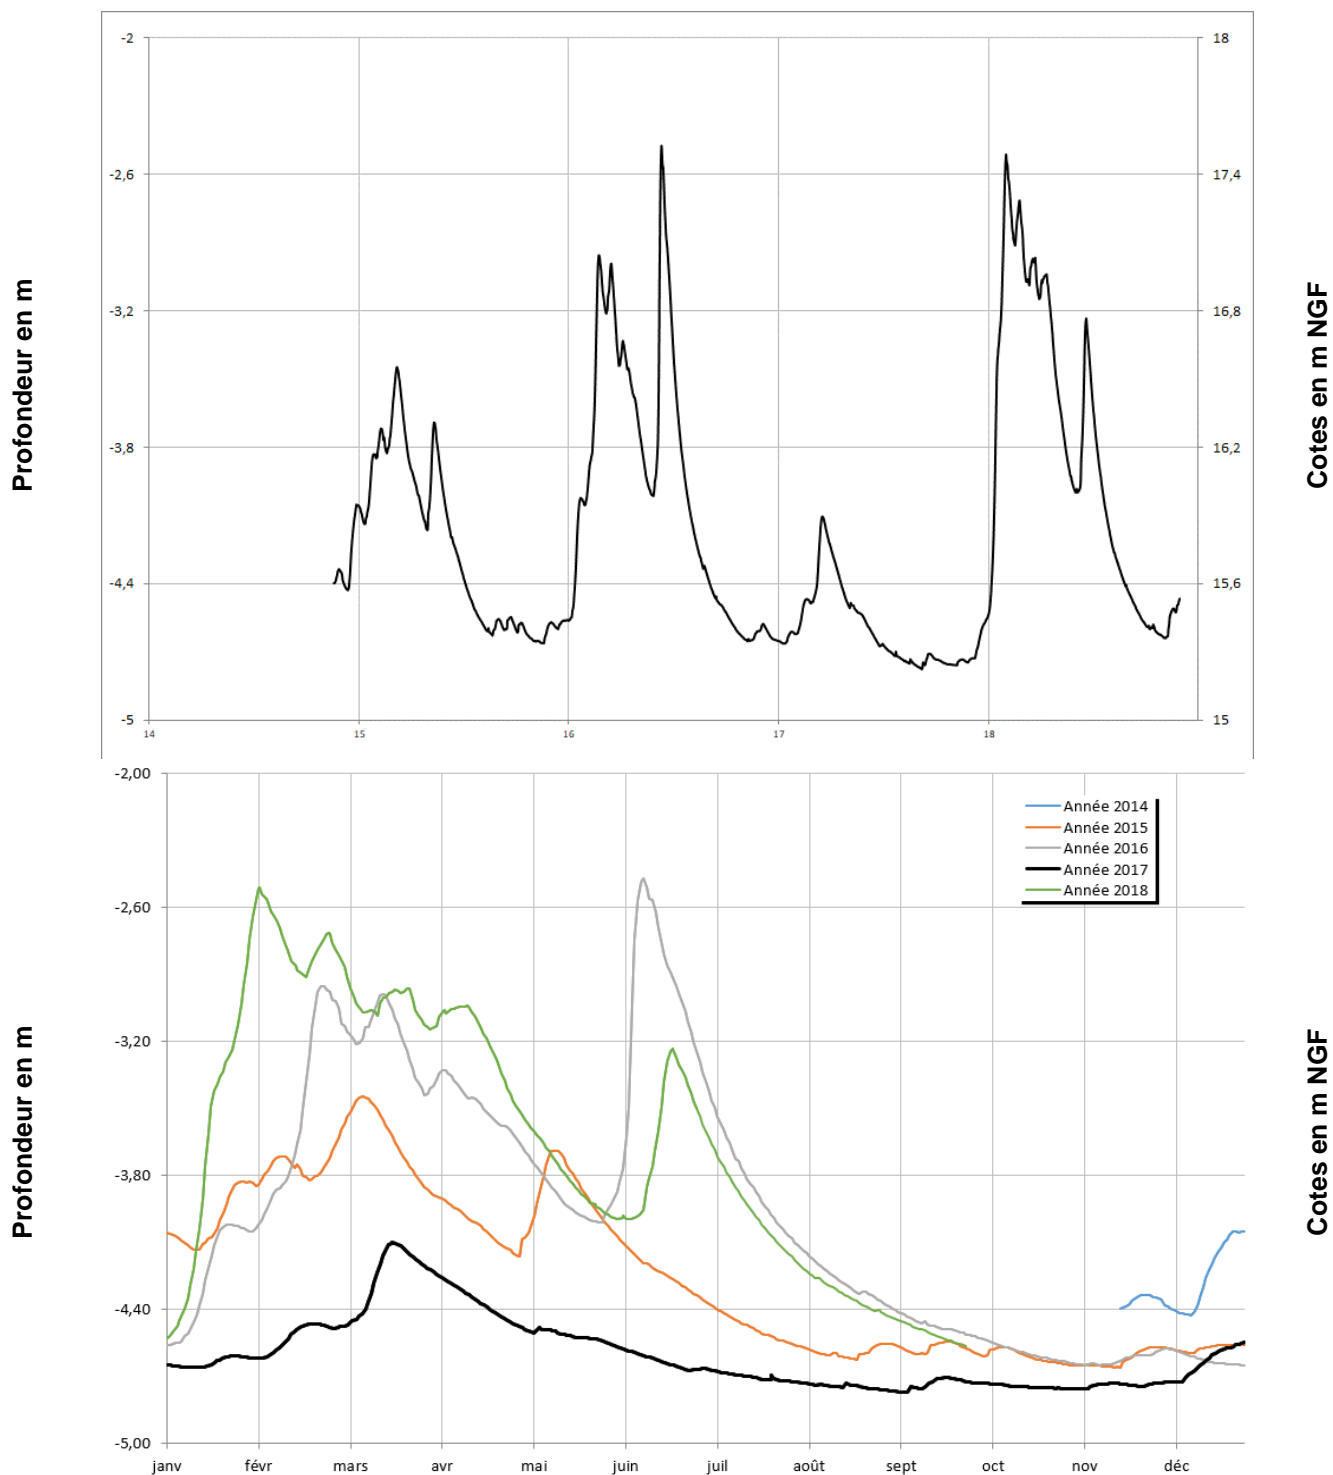 Profondeur en m
-2
-2,6
-3,2
-3,8
-4,4
-5
18
17,4
16,8
16,2
15,6
15
14
15
16
17
18
Cotes en m NGF
Profondeur en m
-2,00
-2,60
-3,20
-3,80
-4,40
-5,00
Année 2014
Année 2015
Année 2016
Année 2017
Année 2018
janv févr mars avr mai juin juil août sept oct nov déc
Cotes en m NGF